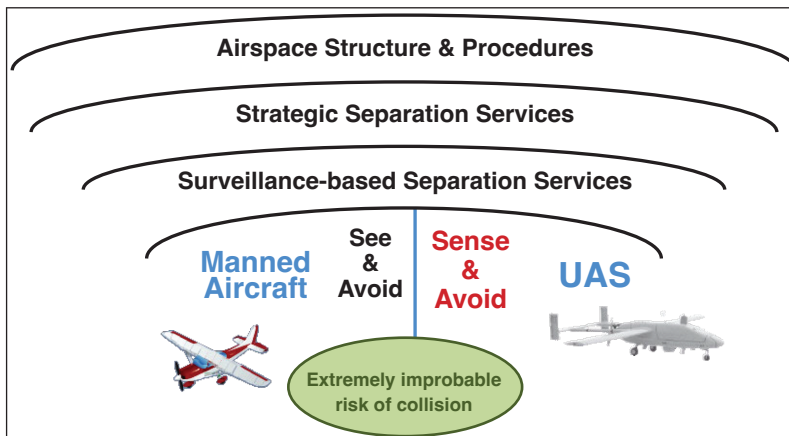 Airspace Structure & Procedures
Strategic Separation Services
Surveillance-based Separation Services
Manned
Aircraft
See
&
Avoid
Sense
&
Avoid
UAS
Extremely improbable
risk of collision